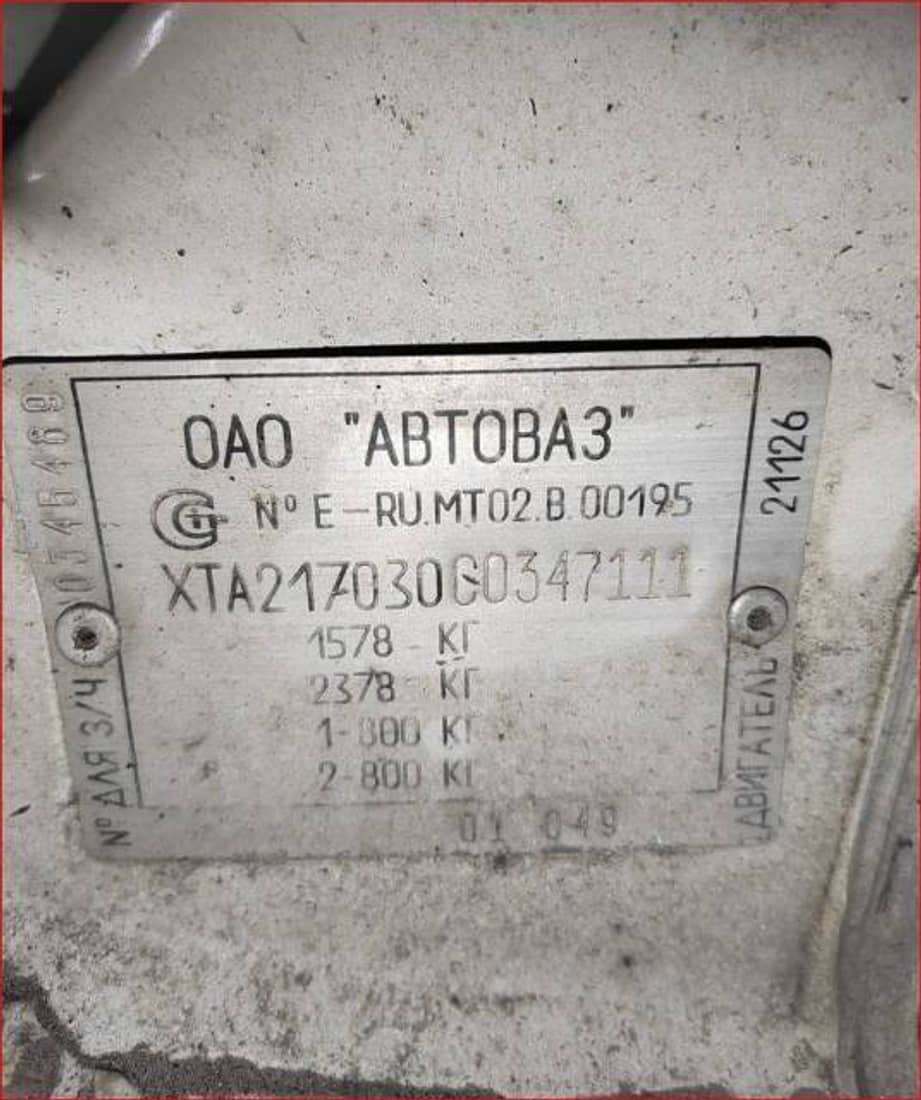 ОАО "АВТОВАЗ"
№ Е-RU.МТ02.В.00195
XTA217030C0347111
1578 - КГ
2378 - КГ
1-800 КГ
2-800 КГ
01 049
№ ДЛЯ З/Ч
ДВИГАТЕЛЬ 21126